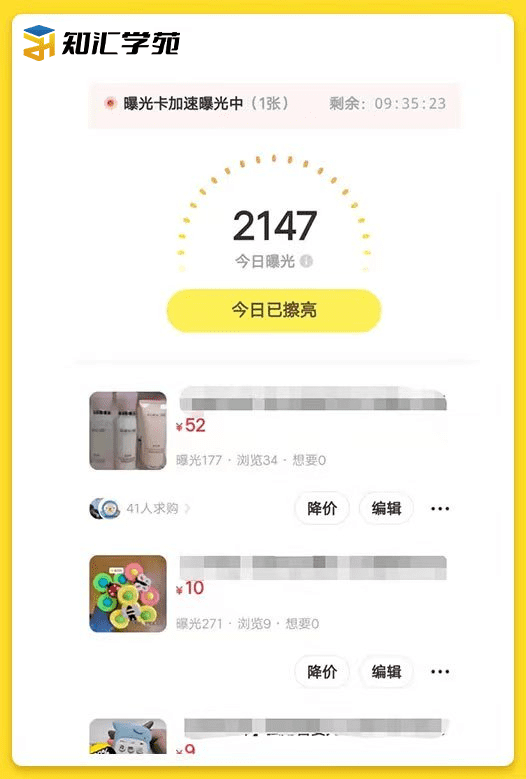 知汇学苑
曝光卡加速曝光中（1张） 剩余：09:35:23
2147
今日曝光
今日已擦亮
¥52
曝光177 · 浏览34 · 想要0
41人求购
降价 编辑
¥10
曝光271 · 浏览9 · 想要0
降价 编辑
¥9